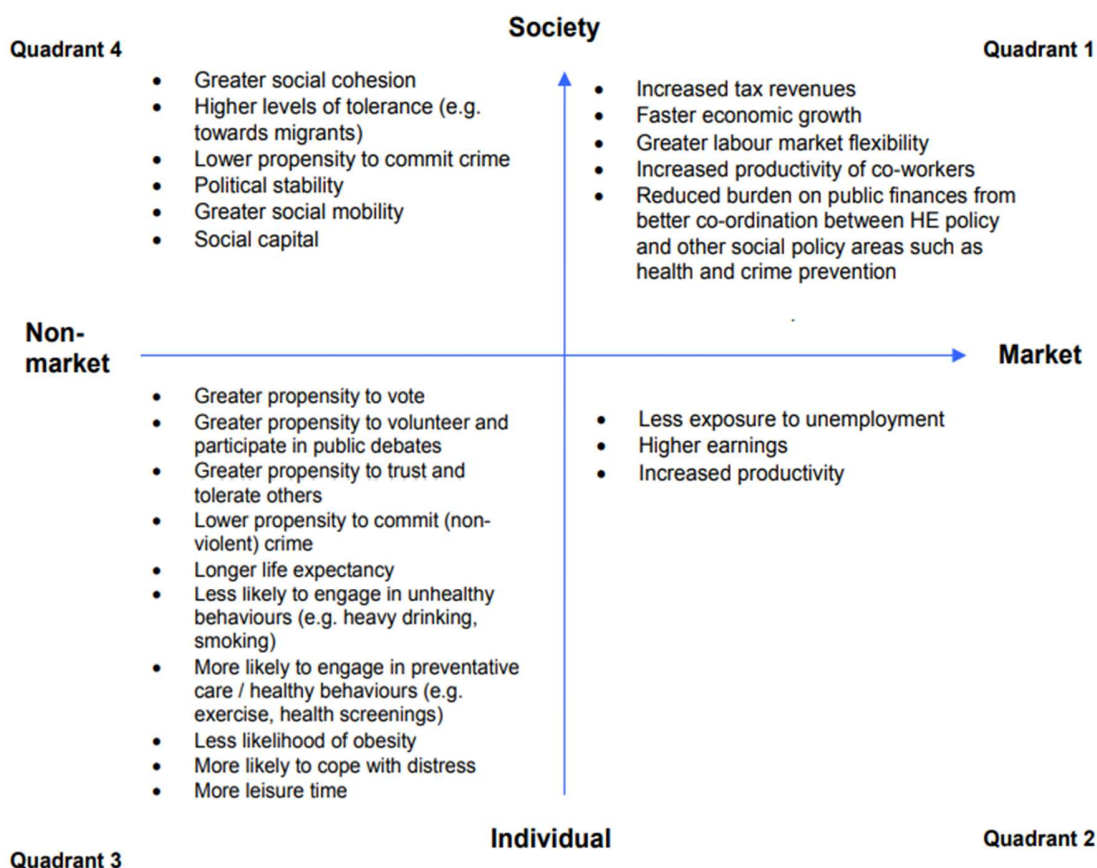 Society
Quadrant 4
Quadrant 1
• Greater social cohesion
• Higher levels of tolerance (e.g.
towards migrants)
• Lower propensity to commit crime
• Political stability
• Greater social mobility
• Social capital
• Increased tax revenues
• Faster economic growth
• Greater labour market flexibility
• Increased productivity of co-workers
• Reduced burden on public finances from
better co-ordination between HE policy
and other social policy areas such as
health and crime prevention
Non-
market
Market
• Greater propensity to vote
• Greater propensity to volunteer and
participate in public debates
• Greater propensity to trust and
tolerate others
• Lower propensity to commit (non-
violent) crime
• Longer life expectancy
• Less likely to engage in unhealthy
behaviours (e.g. heavy drinking,
smoking)
• More likely to engage in preventative
care / healthy behaviours (e.g.
exercise, health screenings)
• Less likelihood of obesity
• More likely to cope with distress
• More leisure time
• Less exposure to unemployment
• Higher earnings
• Increased productivity
Individual
Quadrant 2
Quadrant 3